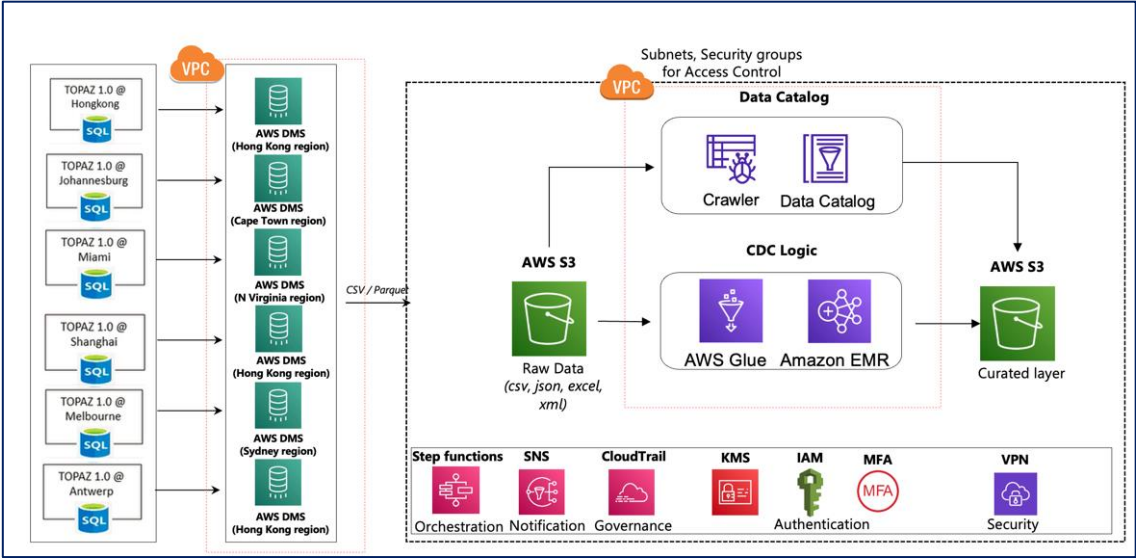 TOPAZ 1.0 @
Hongkong
SQL
TOPAZ 1.0 @
Johannesburg
SQL
TOPAZ 1.0 @
Miami
SQL
TOPAZ 1.0 @
Shanghai
SQL
TOPAZ 1.0 @
Melbourne
SQL
TOPAZ 1.0 @
Antwerp
SQL
VPC
AWS DMS
(Hong Kong region)
AWS DMS
(Cape Town region)
AWS DMS
(N Virginia region)
AWS DMS
(Hong Kong region)
AWS DMS
(Sydney region)
AWS DMS
(Hong Kong region)
CSV / Parquet
Subnets, Security groups
for Access Control
VPC
Data Catalog
Crawler
Data Catalog
CDC Logic
AWS Glue
Amazon EMR
AWS S3
Raw Data
(csv, json, excel,
xml)
AWS S3
Curated layer
Step functions
Orchestration
SNS
Notification
CloudTrail
Governance
KMS
IAM
MFA
MFA
Authentication
VPN
Security